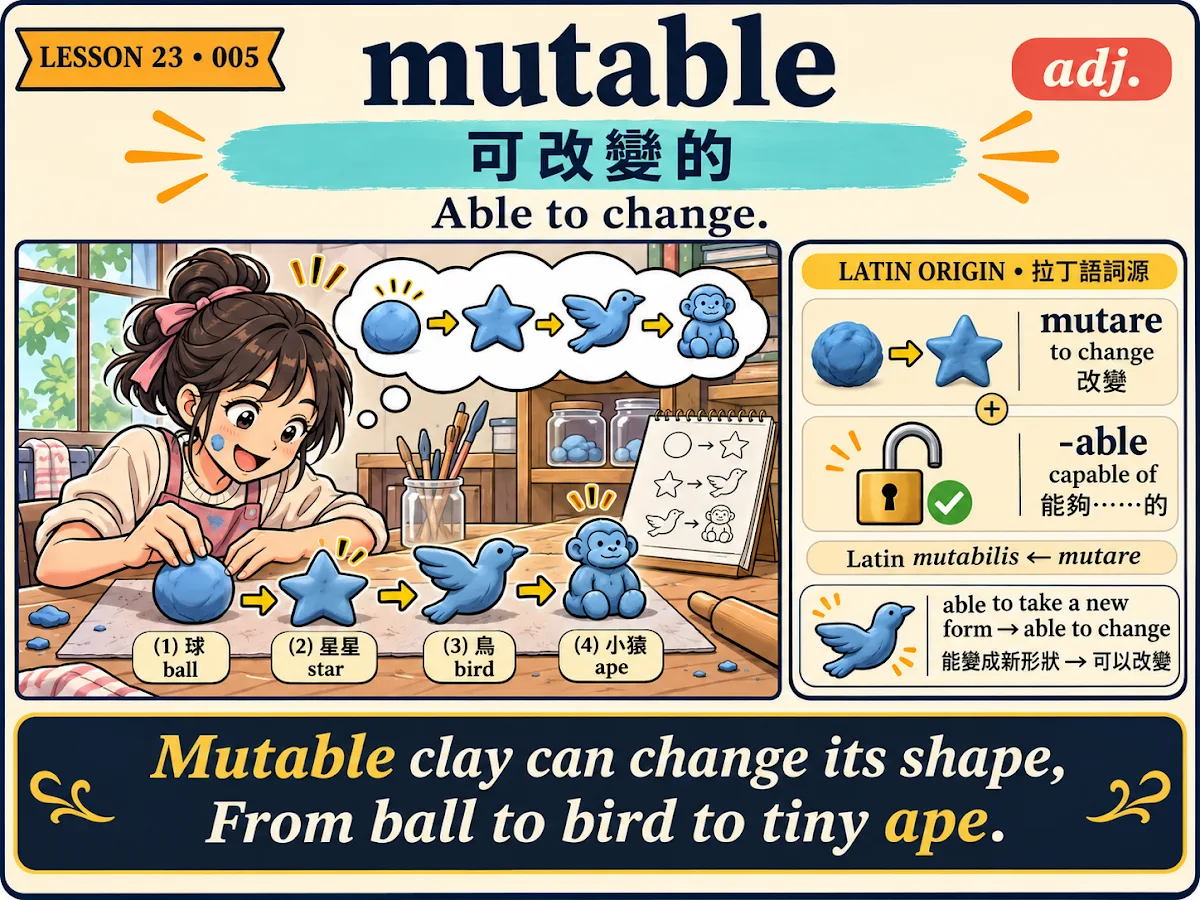 LESSON 23 • 005
mutable
adj.
可改變的
Able to change.
(1) 球
ball
(2) 星星
star
(3) 鳥
bird
(4) 小猿
ape
LATIN ORIGIN • 拉丁語詞源
mutare
to change
改變
+
-able
capable of
能夠……的
Latin mutabilis ← mutare
able to take a new
form → able to change
能變成新形狀 → 可以改變
Mutable clay can change its shape,
From ball to bird to tiny ape.